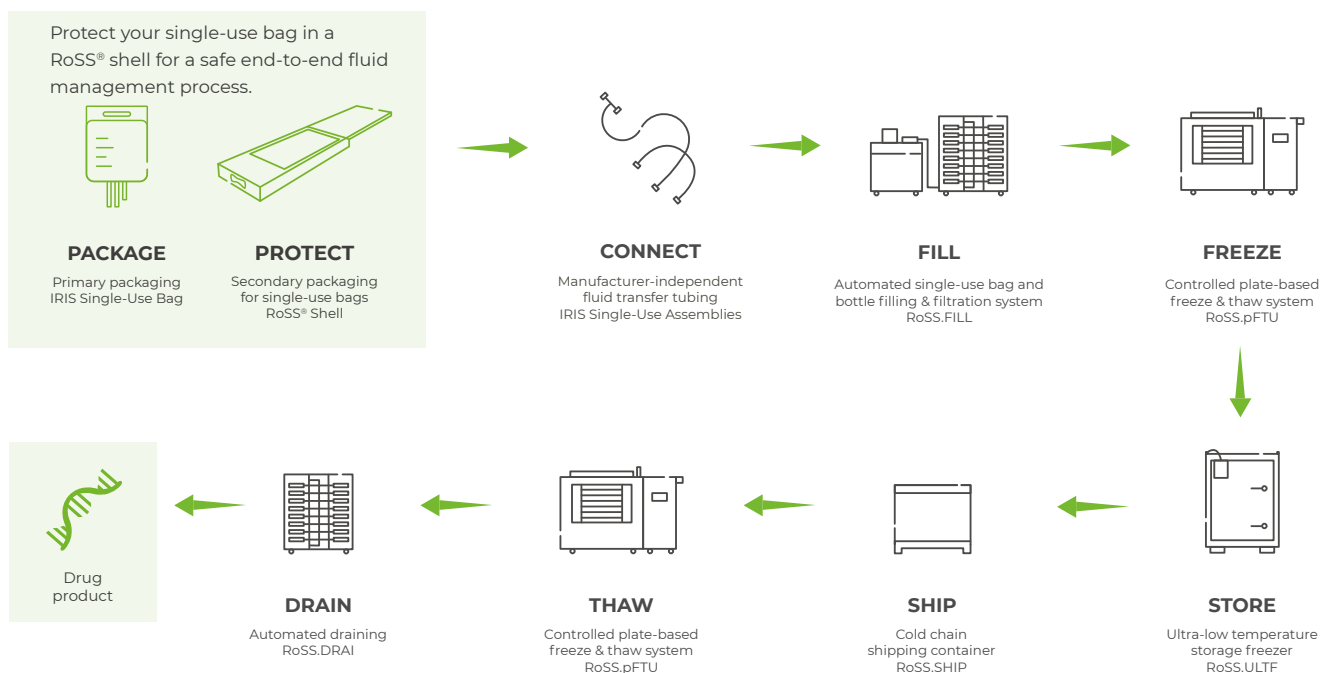 Protect your single-use bag in a
RoSS® shell for a safe end-to-end fluid
management process.
PACKAGE
Primary packaging
IRIS Single-Use Bag
PROTECT
Secondary packaging
for single-use bags
RoSS® Shell
CONNECT
Manufacturer-independent
fluid transfer tubing
IRIS Single-Use Assemblies
FILL
Automated single-use bag and
bottle filling & filtration system
RoSS.FILL
FREEZE
Controlled plate-based
freeze & thaw system
RoSS.pFTU
Drug
product
DRAIN
Automated draining
RoSS.DRAI
THAW
Controlled plate-based
freeze & thaw system
RoSS.pFTU
SHIP
Cold chain
shipping container
RoSS.SHIP
STORE
Ultra-low temperature
storage freezer
RoSS.ULTF